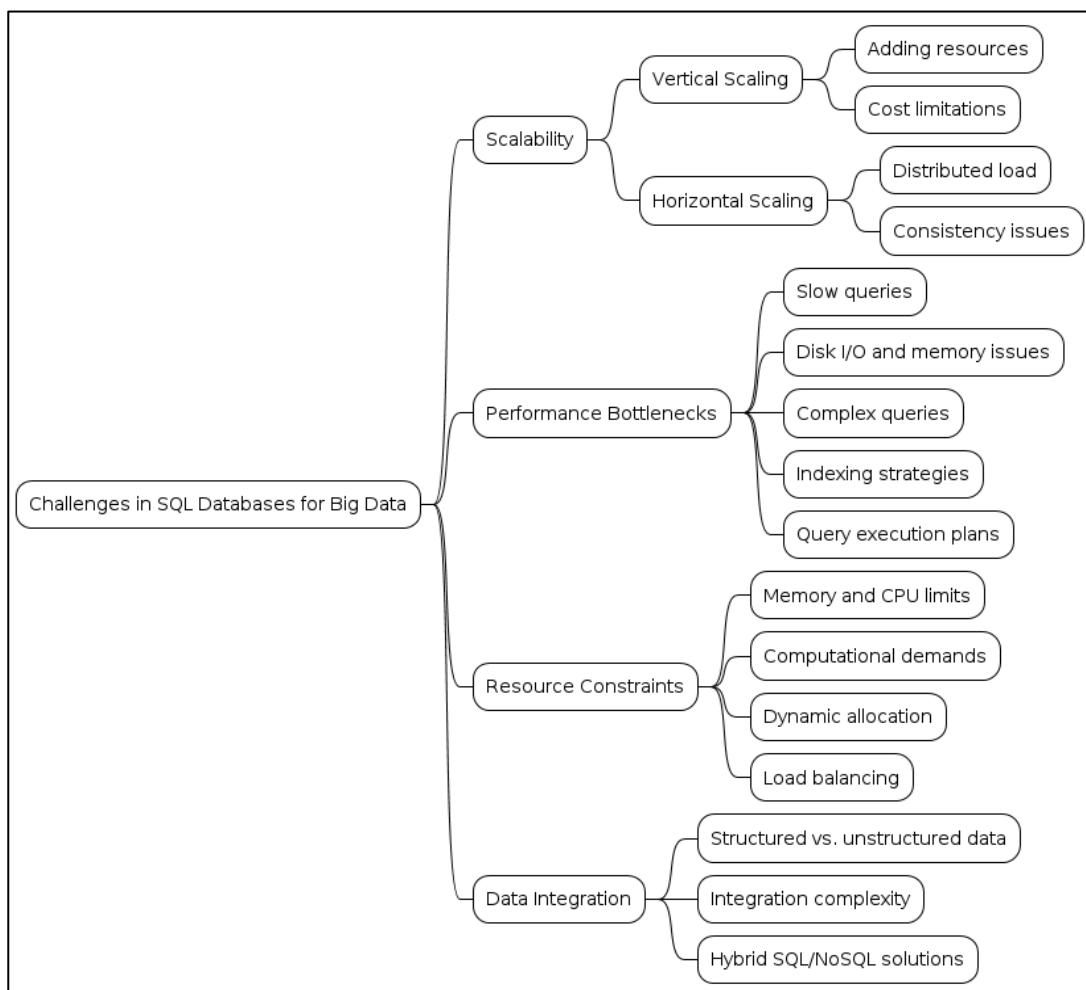 Challenges in SQL Databases for Big Data
Scalability
Vertical Scaling
Adding resources
Cost limitations
Horizontal Scaling
Distributed load
Consistency issues
Performance Bottlenecks
Slow queries
Disk I/O and memory issues
Complex queries
Indexing strategies
Query execution plans
Resource Constraints
Memory and CPU limits
Computational demands
Dynamic allocation
Load balancing
Data Integration
Structured vs. unstructured data
Integration complexity
Hybrid SQL/NoSQL solutions